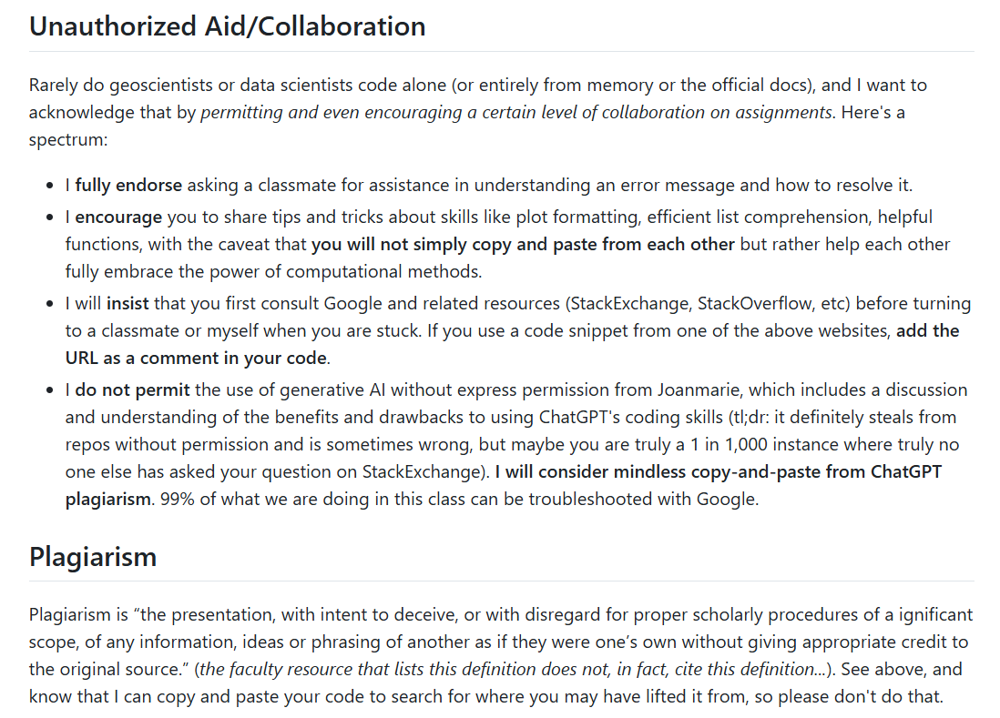 Unauthorized Aid/Collaboration
Rarely do geoscientists or data scientists code alone (or entirely from memory or the official docs), and I want to
acknowledge that by permitting and even encouraging a certain level of collaboration on assignments. Here's a
spectrum:
• I fully endorse asking a classmate for assistance in understanding an error message and how to resolve it.
• I encourage you to share tips and tricks about skills like plot formatting, efficient list comprehension, helpful
functions, with the caveat that you will not simply copy and paste from each other but rather help each other
fully embrace the power of computational methods.
• I will insist that you first consult Google and related resources (StackExchange, StackOverflow, etc) before turning
to a classmate or myself when you are stuck. If you use a code snippet from one of the above websites, add the
URL as a comment in your code.
• I do not permit the use of generative AI without express permission from Joanmarie, which includes a discussion
and understanding of the benefits and drawbacks to using ChatGPT's coding skills (tl;dr: it definitely steals from
repos without permission and is sometimes wrong, but maybe you are truly a 1 in 1,000 instance where truly no
one else has asked your question on StackExchange). I will consider mindless copy-and-paste from ChatGPT
plagiarism. 99% of what we are doing in this class can be troubleshooted with Google.
Plagiarism
Plagiarism is “the presentation, with intent to deceive, or with disregard for proper scholarly procedures of a ignificant
scope, of any information, ideas or phrasing of another as if they were one’s own without giving appropriate credit to
the original source.” (the faculty resource that lists this definition does not, in fact, cite this definition...). See above, and
know that I can copy and paste your code to search for where you may have lifted it from, so please don't do that.